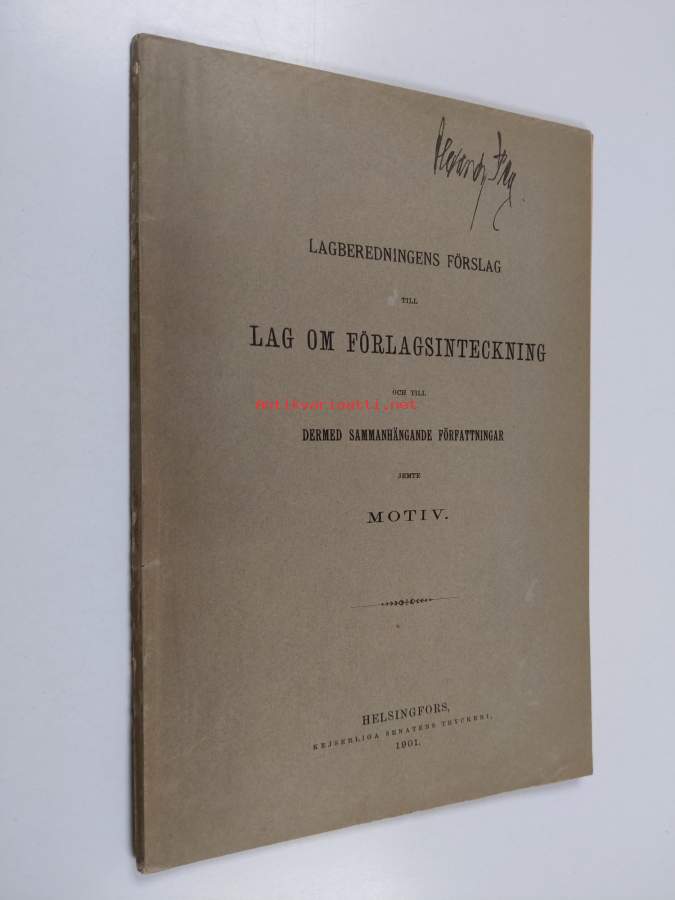 LAGBEREDNINGENS FÖRSLAG
TILL
LAG OM FÖRLAGSINTECKNING
OCH TILL
antikvariaatti.net
DERMED SAMMANHÄNGANDE FÖRFATTNINGAR
JEMTE
MOTIV.
HELSINGFORS,
KEJSERLIGA SENATENS TRYCKERI,
1901.